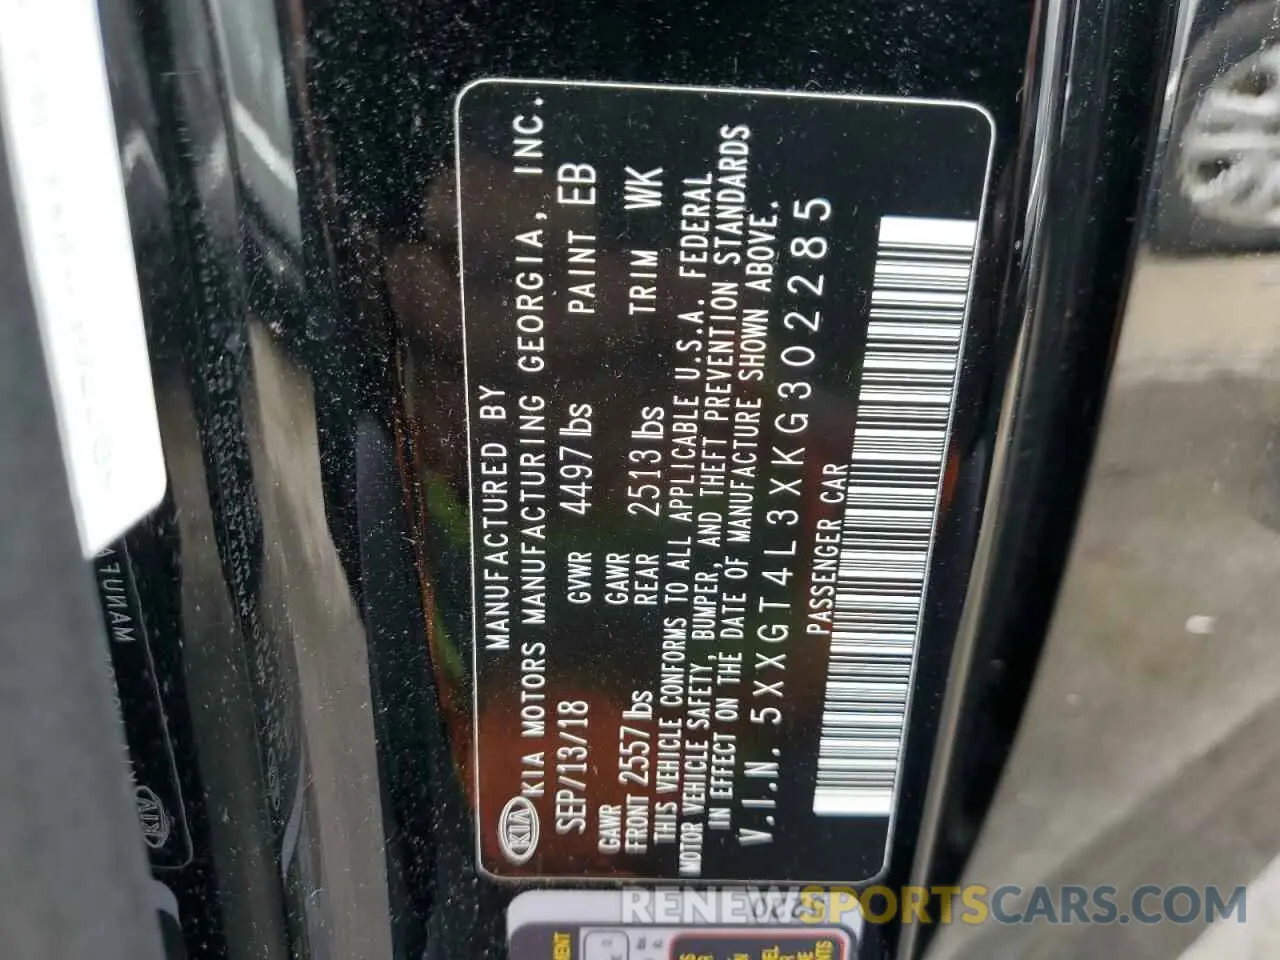 KIA KIA MOTORS MANUFACTURING GEORGIA, INC.
MANUFACTURED BY
SEP/13/18 GVWR 4497 lbs PAINT EB
GAWR FRONT 2557 lbs GAWR REAR 2513 lbs TRIM WK
THIS VEHICLE CONFORMS TO ALL APPLICABLE U.S.A. FEDERAL
MOTOR VEHICLE SAFETY, BUMPER, AND THEFT PREVENTION STANDARDS
IN EFFECT ON THE DATE OF MANUFACTURE SHOWN ABOVE.
V.I.N. 5XXGT4L3XKG302285
PASSENGER CAR
KIA
RENEWSPORTSCARS.COM